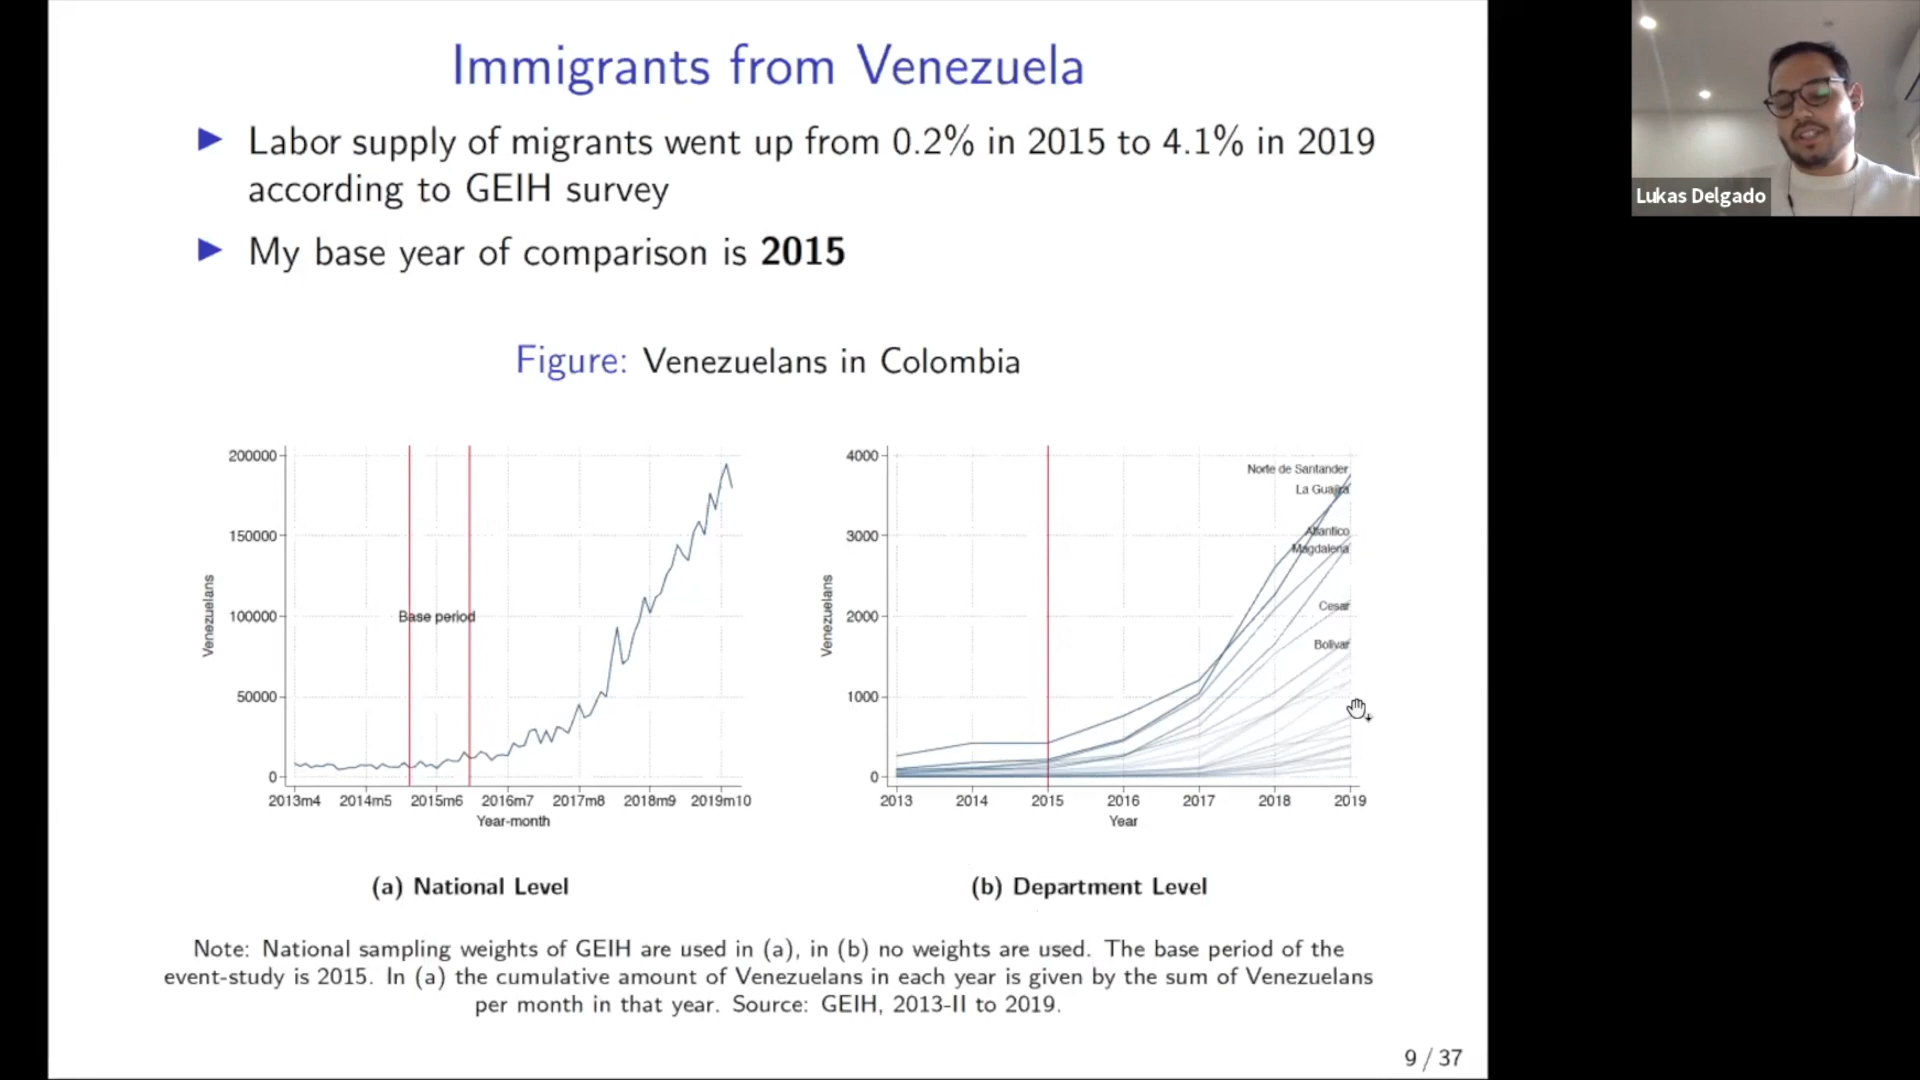 Immigrants from Venezuela
Labor supply of migrants went up from 0.2% in 2015 to 4.1% in 2019
according to GEIH survey
My base year of comparison is 2015
Figure: Venezuelans in Colombia
200000
150000
100000
50000
0
Venezuelans
Base period
2013m4 2014m5 2015m6 2016m7 2017m8 2018m9 2019m10
Year-month
(a) National Level
4000
3000
2000
1000
0
Venezuelans
Norte de Santander
La Guajira
Atlantico
Magdalena
Cesar
Bolivar
2013 2014 2015 2016 2017 2018 2019
Year
(b) Department Level
Note: National sampling weights of GEIH are used in (a), in (b) no weights are used. The base period of the
event-study is 2015. In (a) the cumulative amount of Venezuelans in each year is given by the sum of Venezuelans
per month in that year. Source: GEIH, 2013-II to 2019.
9 / 37
Lukas Delgado